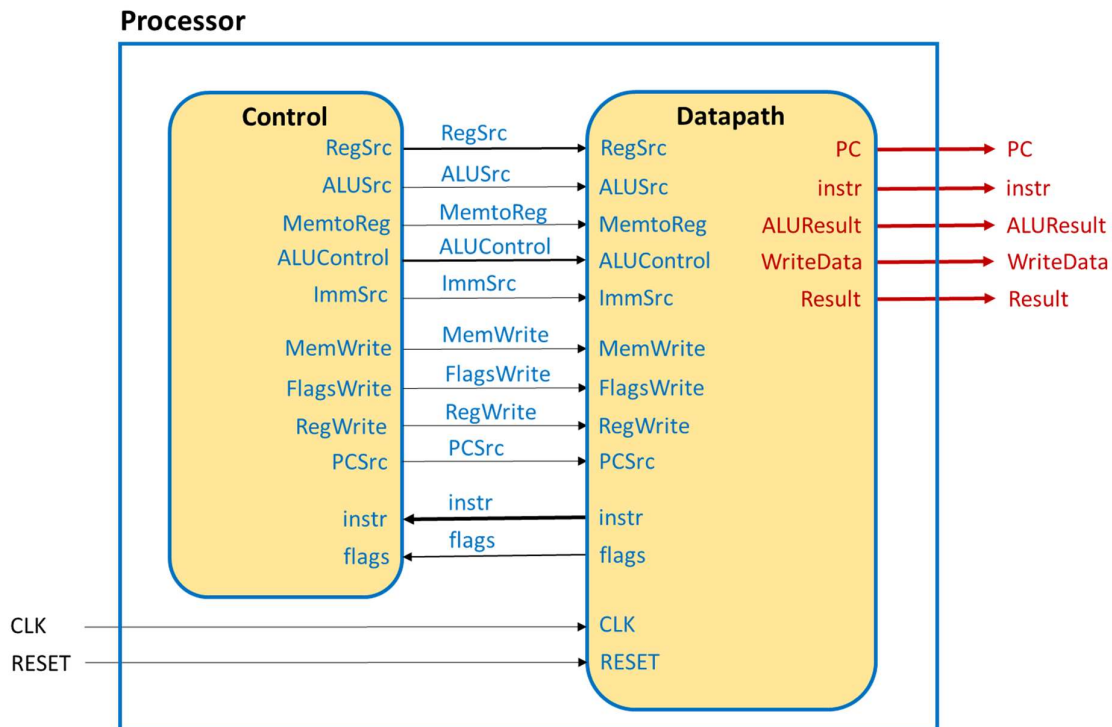 Processor
Control
Datapath
RegSrc RegSrc RegSrc PC PC
ALUSrc ALUSrc ALUSrc instr instr
MemtoReg MemtoReg MemtoReg ALUResult ALUResult
ALUControl ALUControl ALUControl WriteData WriteData
ImmSrc ImmSrc ImmSrc Result Result
MemWrite MemWrite MemWrite
FlagsWrite FlagsWrite FlagsWrite
RegWrite RegWrite RegWrite
PCSrc PCSrc PCSrc
instr instr instr
flags flags flags
CLK CLK
RESET RESET